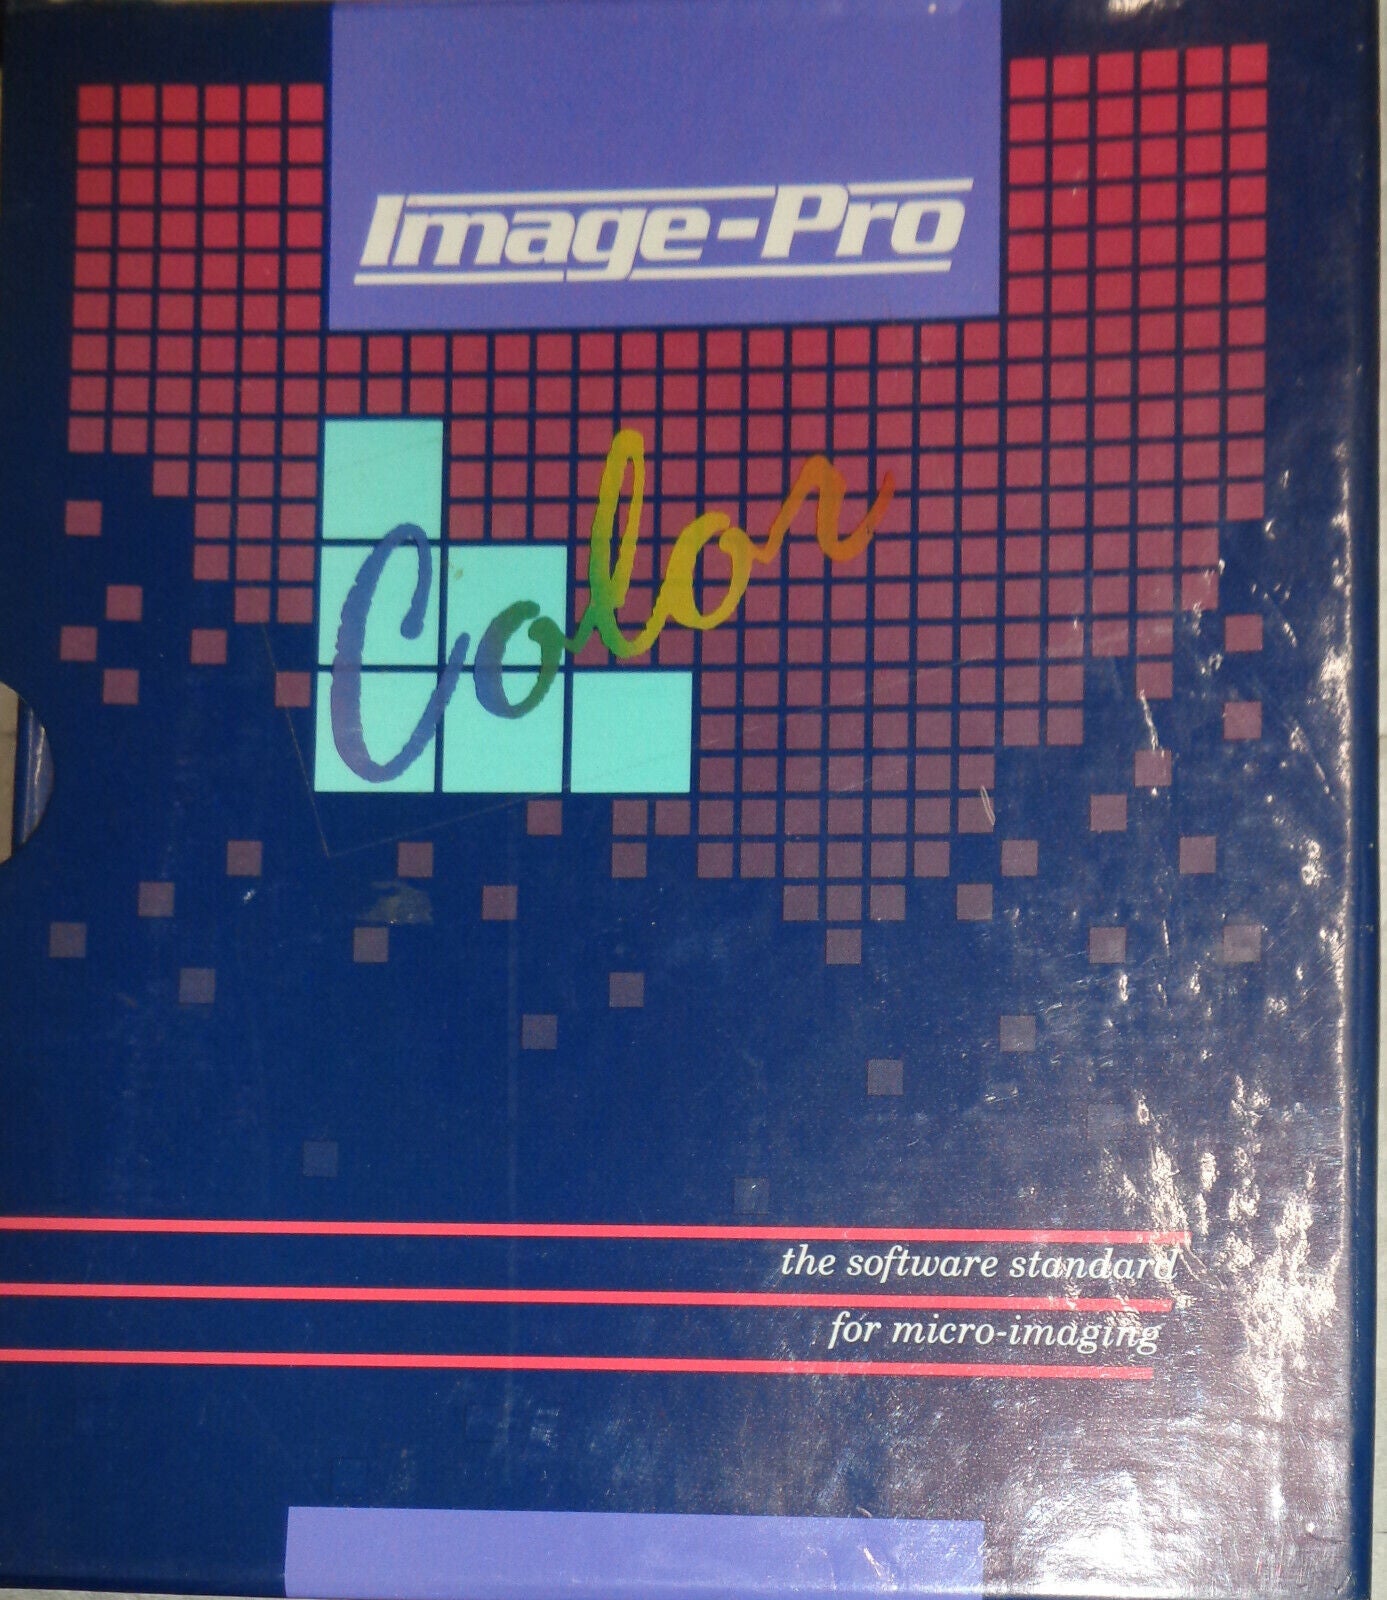 Image-Pro
Color
the software standard
for micro-imaging